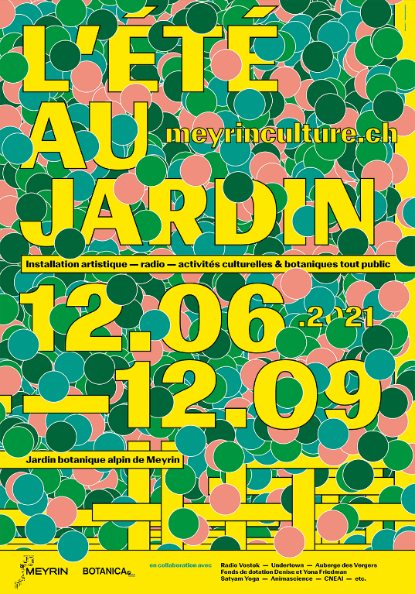 L'ÉTÉ
AU
meyrinculture.ch
JARDIN
Installation artistique — radio — activités culturelles & botaniques tout public
12.06.2021
—12.09
Jardin botanique alpin de Meyrin
MEYRIN
BOTANICA
en collaboration avec
Radio Vostok — Undertown — Auberge des Vergers
Fonds de dotation Denise et Yona Friedman
Satyam Yoga — Animascience — CNEAI — etc.